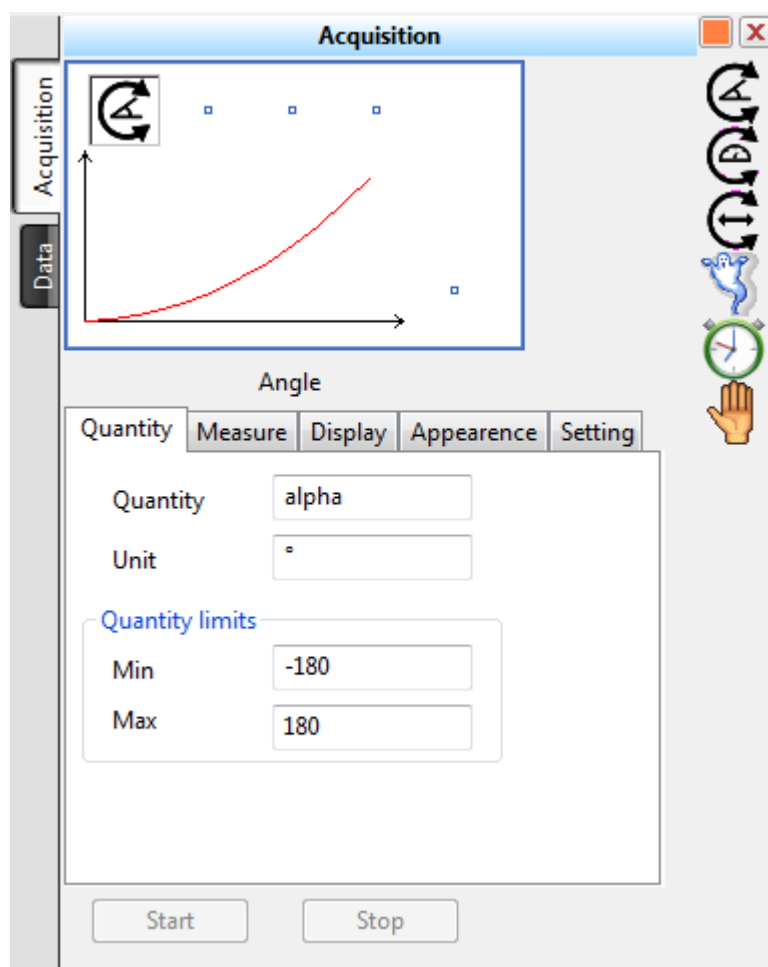 Acquisition
Acquisition
Data
Angle
Quantity Measure Display Appearence Setting
Quantity alpha
Unit °
Quantity limits
Min -180
Max 180
Start Stop